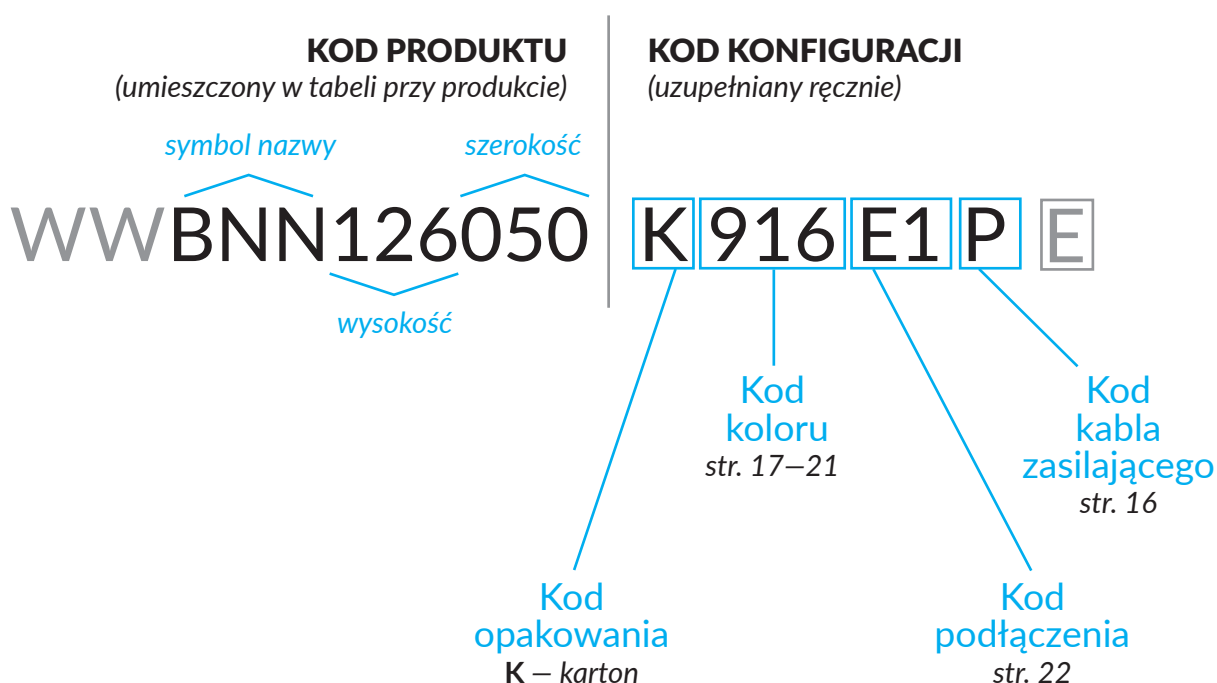 KOD PRODUKTU
(umieszczony w tabeli przy produkcie)
KOD KONFIGURACJI
(uzupełniany ręcznie)
symbol nazwy
szerokość
WWBNN126050 K 916 E1 P E
wysokość
Kod
koloru
str. 17–21
Kod
kabla
zasilającego
str. 16
Kod
opakowania
K – karton
Kod
podłączenia
str. 22